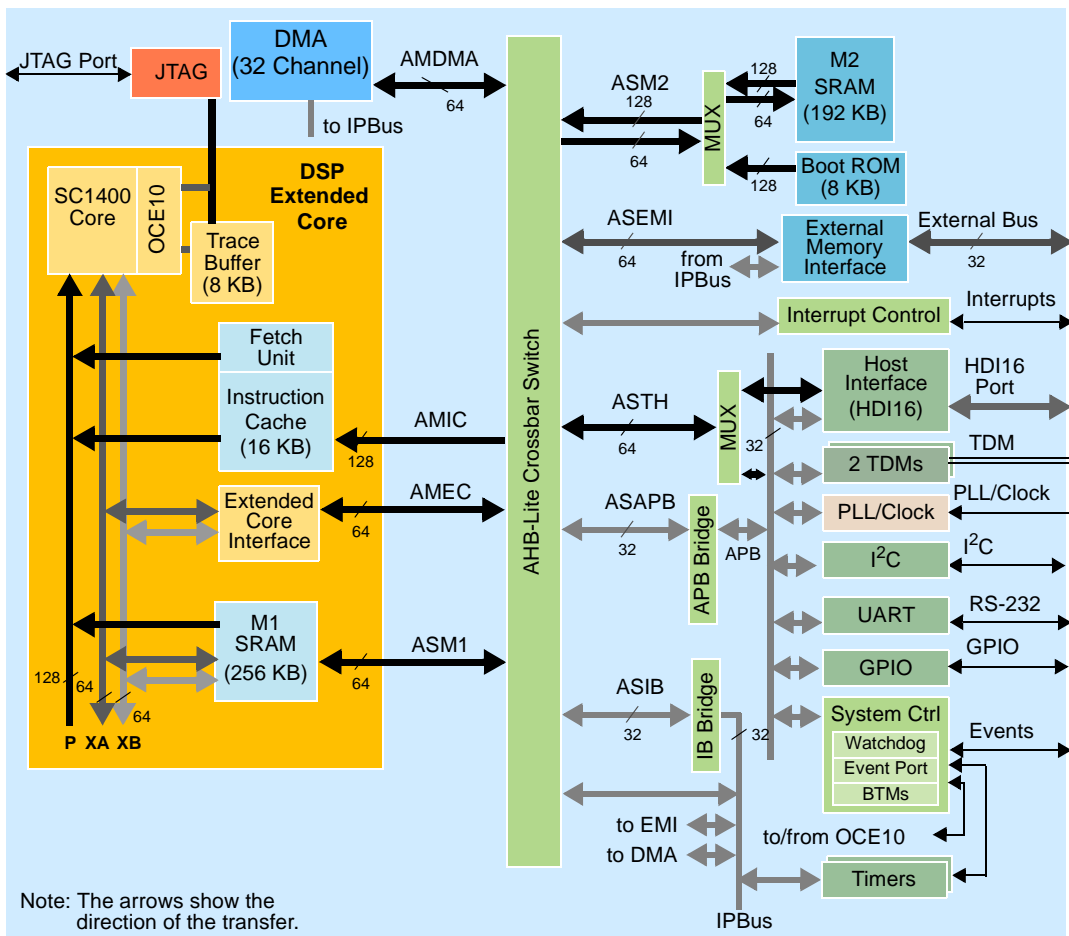 JTAG Port
JTAG
DMA
(32 Channel)
to IPBus
AMDMA
64
DSP
Extended
Core
SC1400
Core
OCE10
Trace
Buffer
(8 KB)
Fetch
Unit
Instruction
Cache
(16 KB)
AMIC
128
Extended
Core
Interface
AMEC
64
M1
SRAM
(256 KB)
ASM1
64
128
64
64
P
XA
XB
Note: The arrows show the
direction of the transfer.
AHB-Lite Crossbar Switch
ASM2
128
64
MUX
128
64
128
M2
SRAM
(192 KB)
Boot ROM
(8 KB)
ASEMI
64
from
IPBus
External
Memory
Interface
External Bus
32
Interrupt Control
Interrupts
ASTH
64
MUX
32
Host
Interface
(HDI16)
HDI16
Port
2 TDMs
TDM
ASAPB
32
APB Bridge
APB
PLL/Clock
PLL/Clock
I²C
I²C
UART
RS-232
GPIO
GPIO
ASIB
32
IB Bridge
32
System Ctrl
Watchdog
Event Port
BTMs
Events
to EMI
to DMA
to/from OCE10
Timers
IPBus